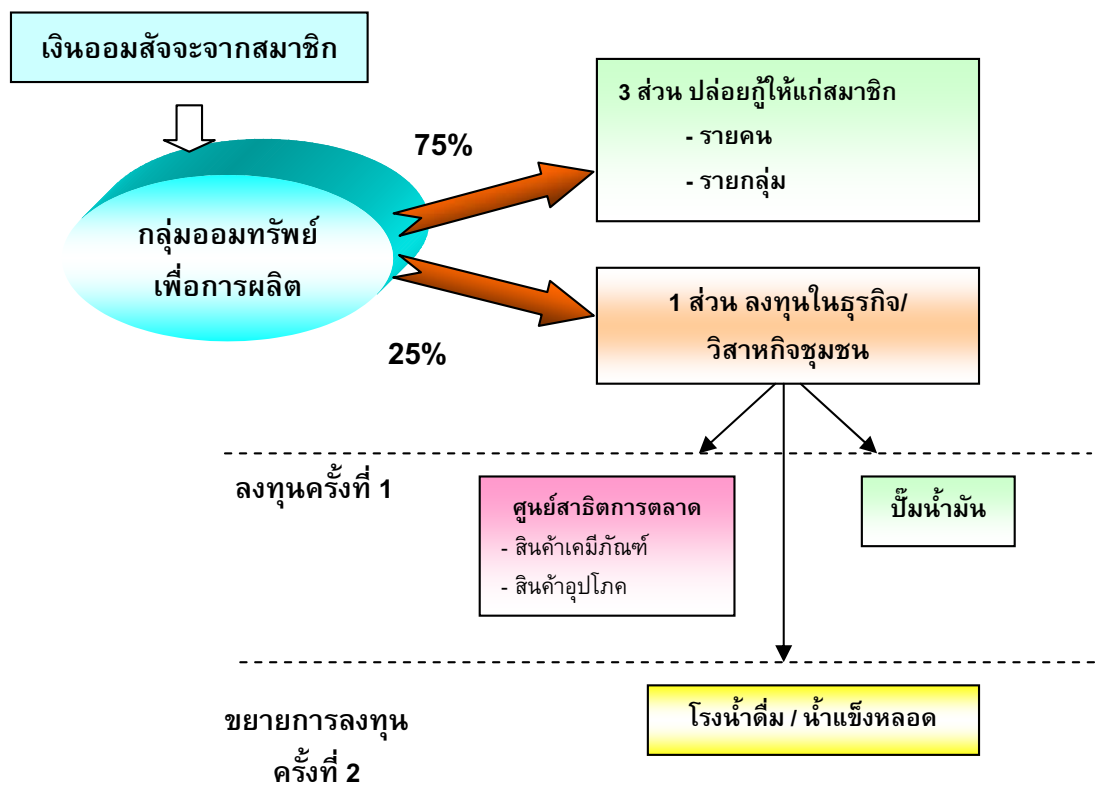 เงินออมสัจจะจากสมาชิก
75%
3 ส่วน ปล่อยกู้ให้แก่สมาชิก
- รายคน
- รายกลุ่ม
กลุ่มออมทรัพย์
เพื่อการผลิต
25%
1 ส่วน ลงทุนในธุรกิจ/
วิสาหกิจชุมชน
ลงทุนครั้งที่ 1
ศูนย์สาธิตการตลาด
- สินค้าเคมีภัณฑ์
- สินค้าอุปโภค
ปั๊มน้ำมัน
ขยายการลงทุน
ครั้งที่ 2
โรงน้ำดื่ม / น้ำแข็งหลอด